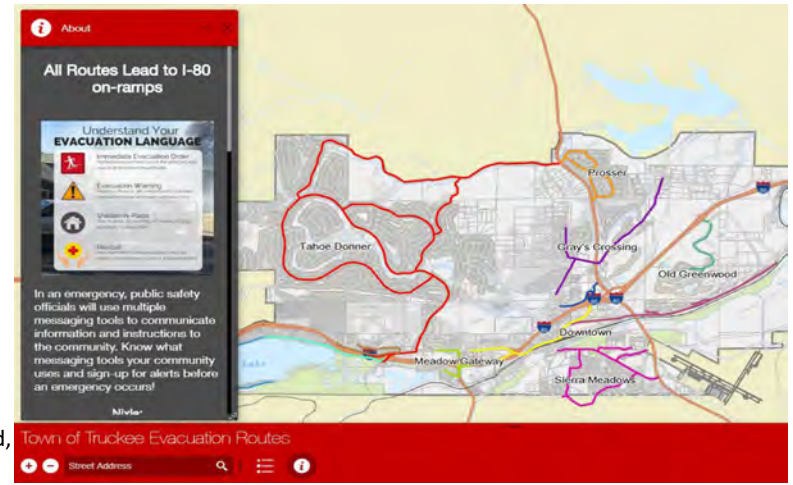 About
All Routes Lead to I-80
on-ramps
Understand Your
EVACUATION LANGUAGE
Immediate Evacuation Order
Evacuation Warning
In an emergency, public safety
officials will use multiple
messaging tools to communicate
information and instructions to
the community. Know what
messaging tools your community
uses and sign-up for alerts before
an emergency occurs!
Nixle:
Prosser
Tahoe Donner
Gray's Crossing
Old Greenwood
Downtown
Meadow Gateway
Sierra Meadows
Lake
d,
Town of Truckee Evacuation Routes
Street Address